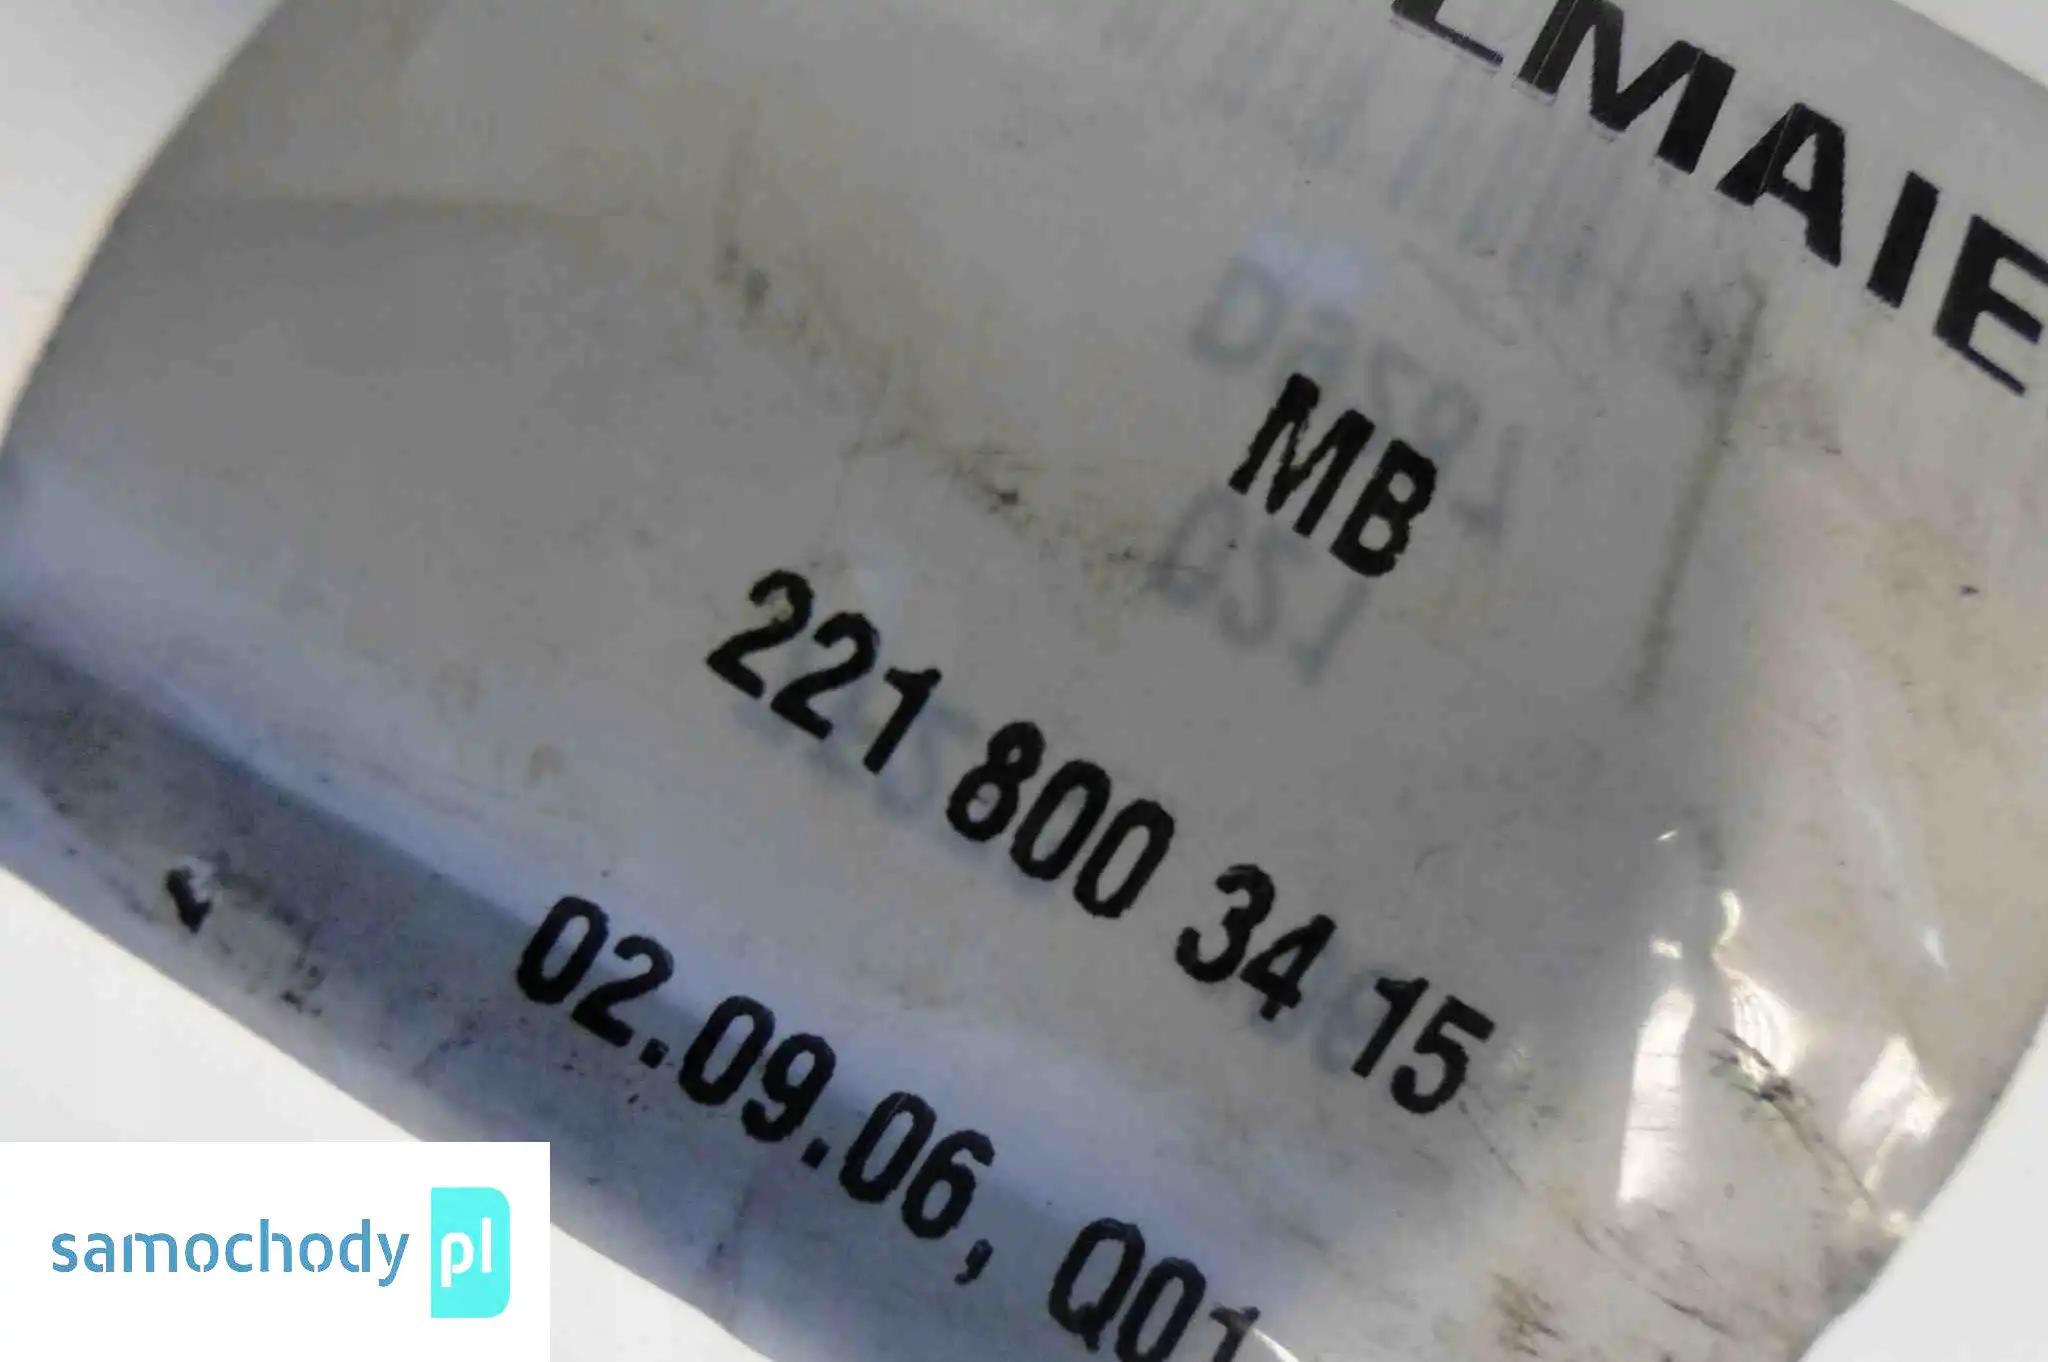 LMAIE
MB
221 800 34 15
02.09.06, Q01
samochody pl